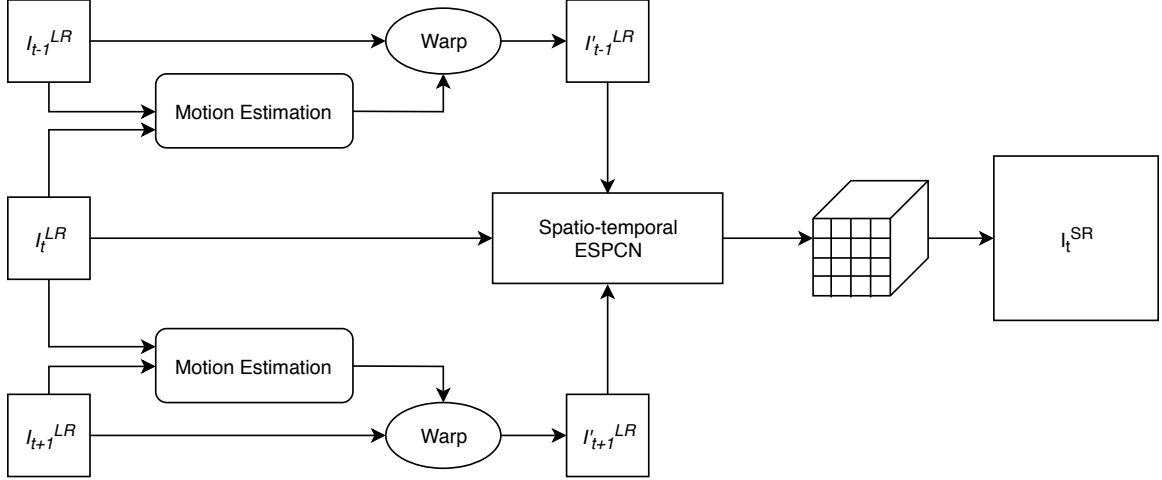 I_{t-1}^{LR}
Warp
I'_{t-1}^{LR}
Motion Estimation
I_t^{LR}
Spatio-temporal
ESPCN
I_t^{SR}
Motion Estimation
I_{t+1}^{LR}
Warp
I'_{t+1}^{LR}